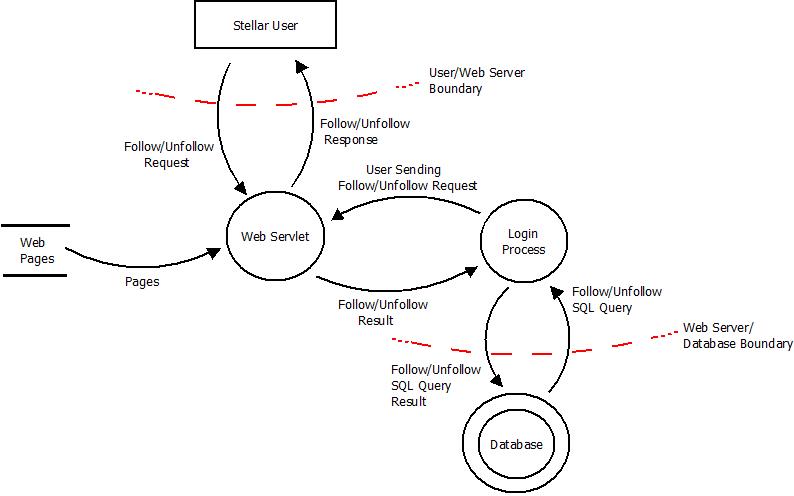 Stellar User
User/Web Server
Boundary
Follow/Unfollow
Request
Follow/Unfollow
Response
User Sending
Follow/Unfollow Request
Web Servlet
Login
Process
Web
Pages
Pages
Follow/Unfollow
Result
Follow/Unfollow
SQL Query
Web Server/
Database Boundary
Follow/Unfollow
SQL Query
Result
Database